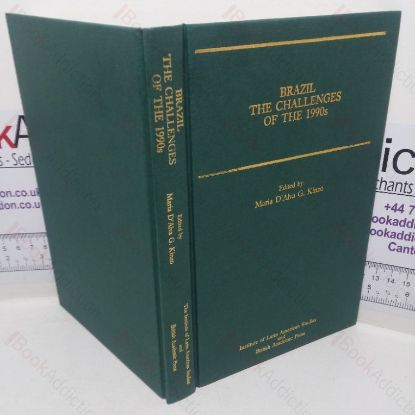 BRAZIL
THE CHALLENGES
OF THE 1990s
Edited by
Maria D'Alva G. Kinzo
Institute of Latin American Studies
and
British Academic Press
BRAZIL
THE CHALLENGES
OF THE 1990s
Edited by
Maria D'Alva G. Kinzo
The Institute of Latin American Studies
and
British Academic Press